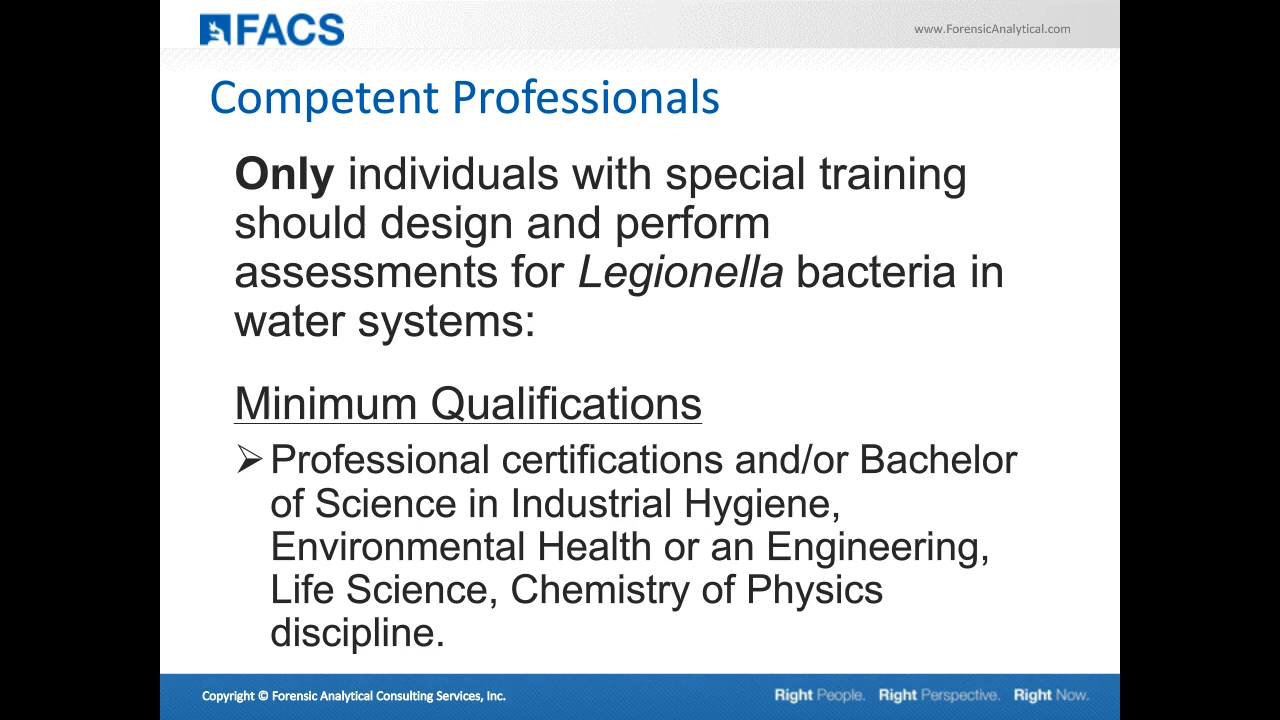 FACS
www.ForensicAnalytical.com
Competent Professionals
Only individuals with special training
should design and perform
assessments for Legionella bacteria in
water systems:
Minimum Qualifications
➢Professional certifications and/or Bachelor
of Science in Industrial Hygiene,
Environmental Health or an Engineering,
Life Science, Chemistry of Physics
discipline.
Copyright © Forensic Analytical Consulting Services, Inc.
Right People. Right Perspective. Right Now.